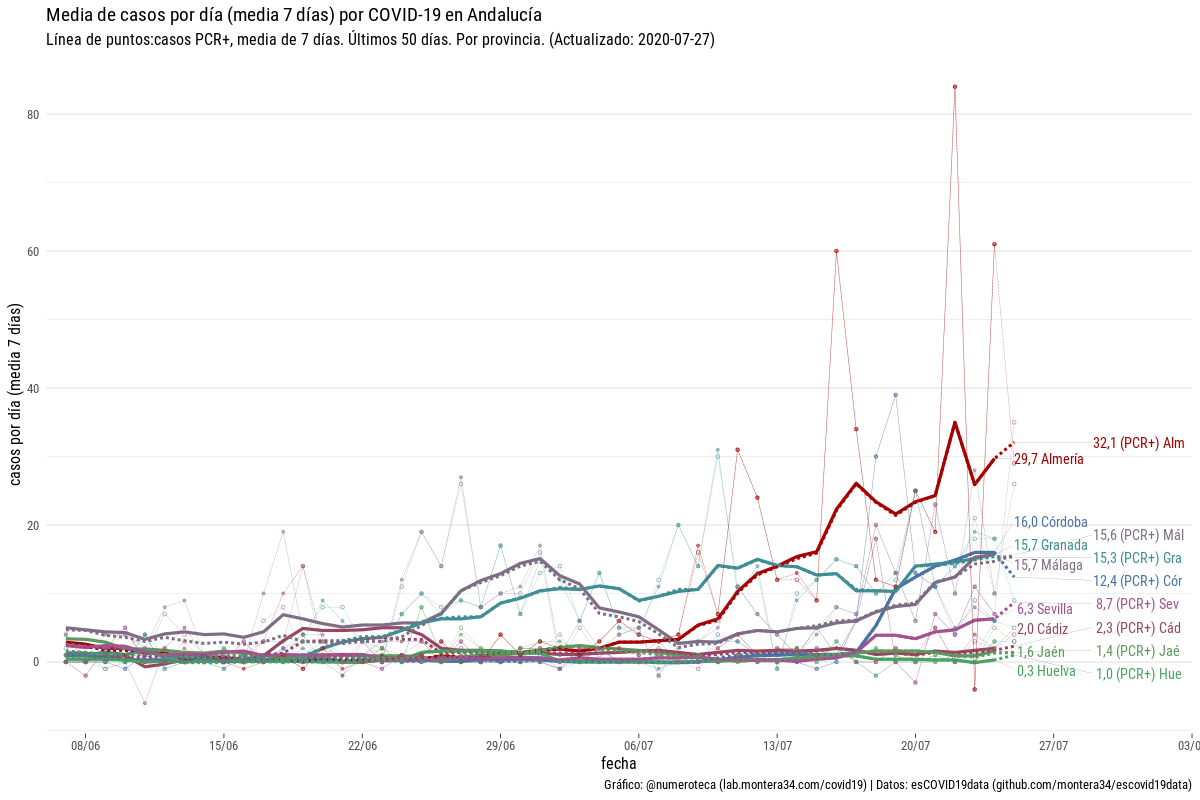 Media de casos por día (media 7 días) por COVID-19 en Andalucía
Línea de puntos:casos PCR+, media de 7 días. Últimos 50 días. Por provincia. (Actualizado: 2020-07-27)
casos por día (media 7 días)
80
60
40
20
0
32,1 (PCR+) Alm
29,7 Almería
16,0 Córdoba
15,6 (PCR+) Mál
15,7 Granada
15,3 (PCR+) Gra
15,7 Málaga
12,4 (PCR+) Cór
6,3 Sevilla
8,7 (PCR+) Sev
2,0 Cádiz
2,3 (PCR+) Cád
1,6 Jaén
1,4 (PCR+) Jaé
0,3 Huelva
1,0 (PCR+) Hue
08/06
15/06
22/06
29/06
06/07
13/07
20/07
27/07
03/0
fecha
Gráfico: @numeroteca (lab.montera34.com/covid19) | Datos: esCOVID19data (github.com/montera34/escovid19data)